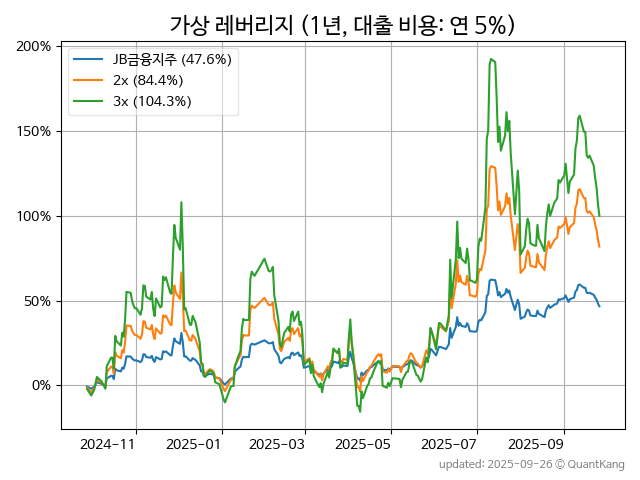 가상 레버리지 (1년, 대출 비용: 연 5%)
200%
150%
100%
50%
0%
JB금융지주 (47.6%)
2x (84.4%)
3x (104.3%)
2024-11
2025-01
2025-03
2025-05
2025-07
2025-09
updated: 2025-09-26 © QuantKang